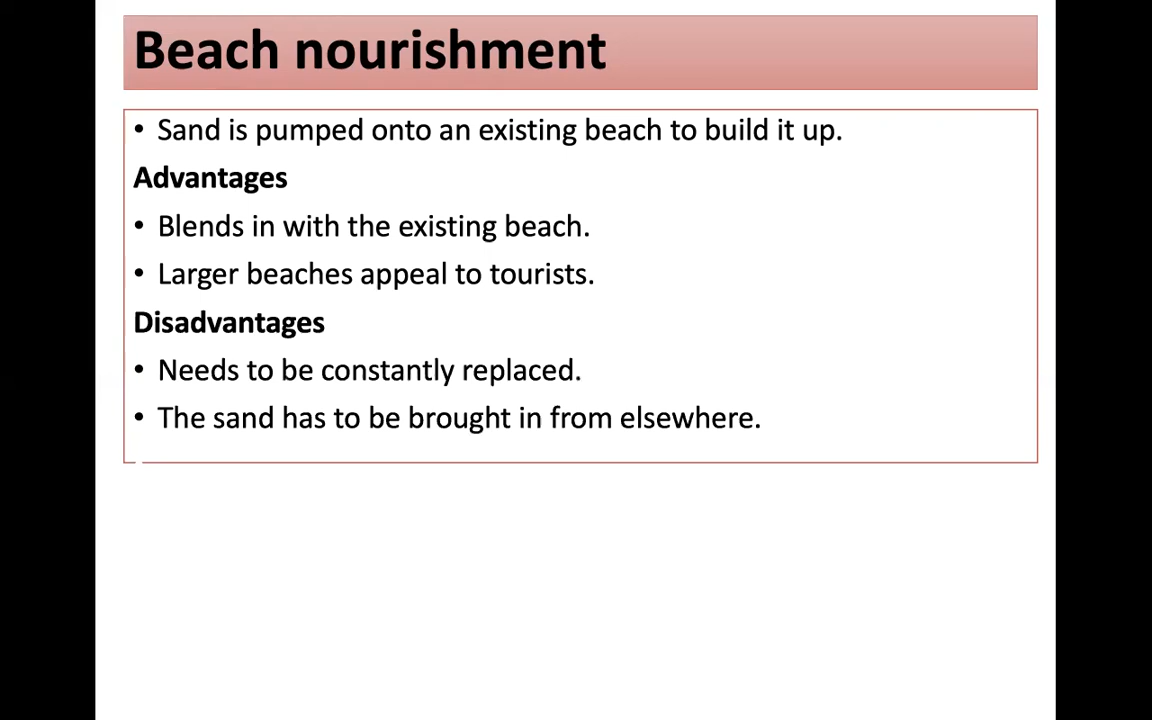 Beach nourishment
• Sand is pumped onto an existing beach to build it up.
Advantages
• Blends in with the existing beach.
• Larger beaches appeal to tourists.
Disadvantages
• Needs to be constantly replaced.
• The sand has to be brought in from elsewhere.